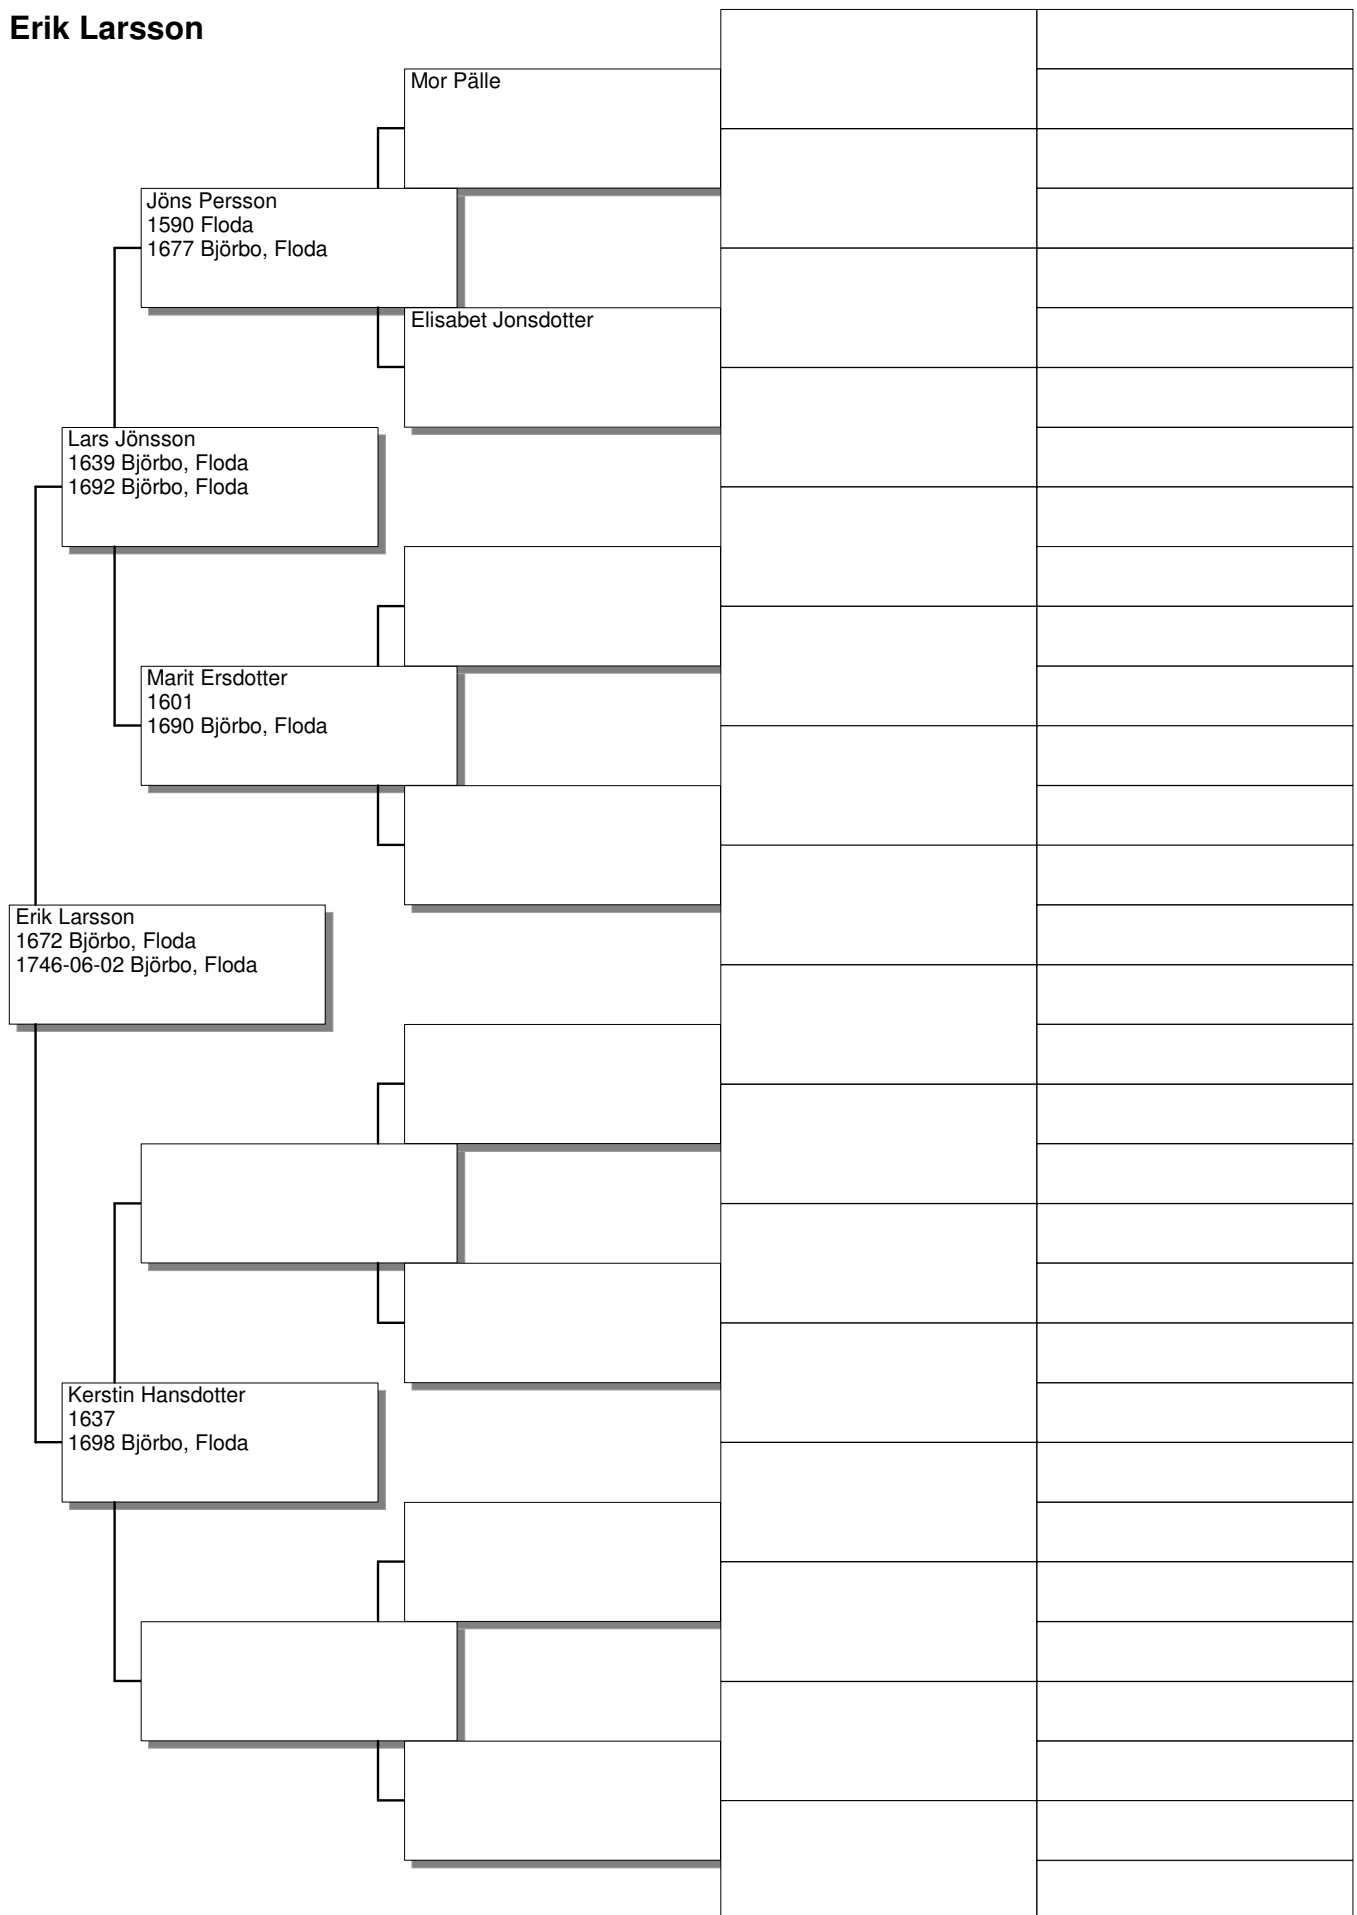 Erik Larsson
Mor Pälle
Jöns Persson
1590 Floda
1677 Björbo, Floda
Elisabet Jonsdotter
Lars Jönsson
1639 Björbo, Floda
1692 Björbo, Floda
Marit Ersdotter
1601
1690 Björbo, Floda
Erik Larsson
1672 Björbo, Floda
1746-06-02 Björbo, Floda
Kerstin Hansdotter
1637
1698 Björbo, Floda